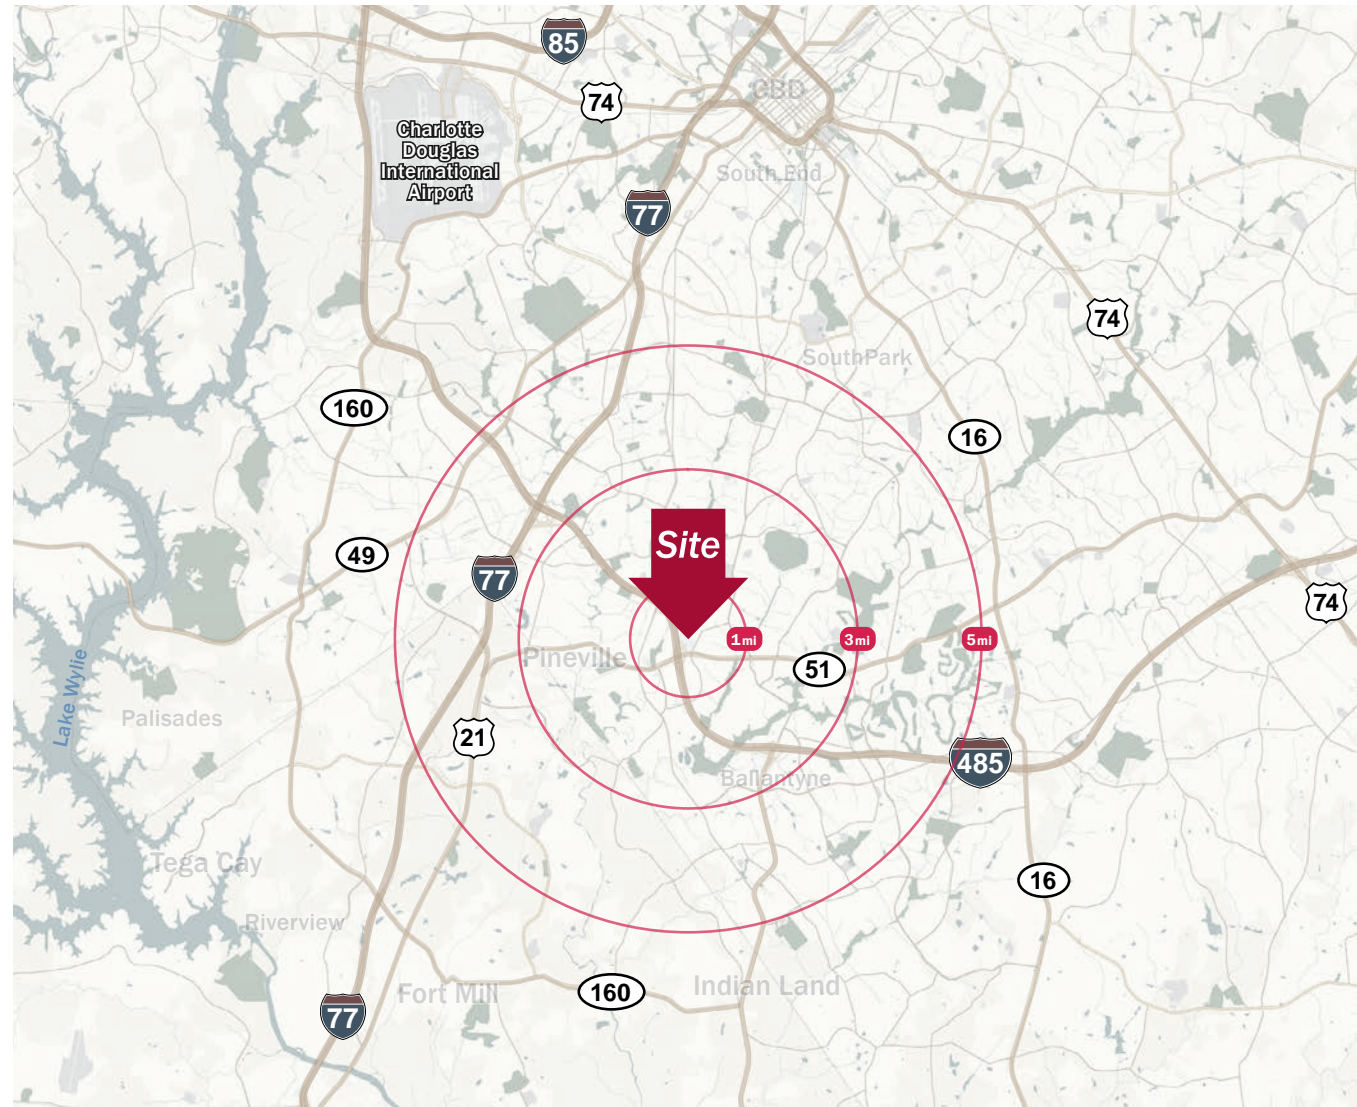 85
CBD
74
Charlotte
Douglas
International
Airport
South End
77
74
SouthPark
160
16
Site
49
77
74
1mi
3mi
5mi
Pineville
51
Lake Wylie
Palisades
21
485
Ballantyne
Tega Cay
16
Riverview
Fort Mill
160
Indian Land
77